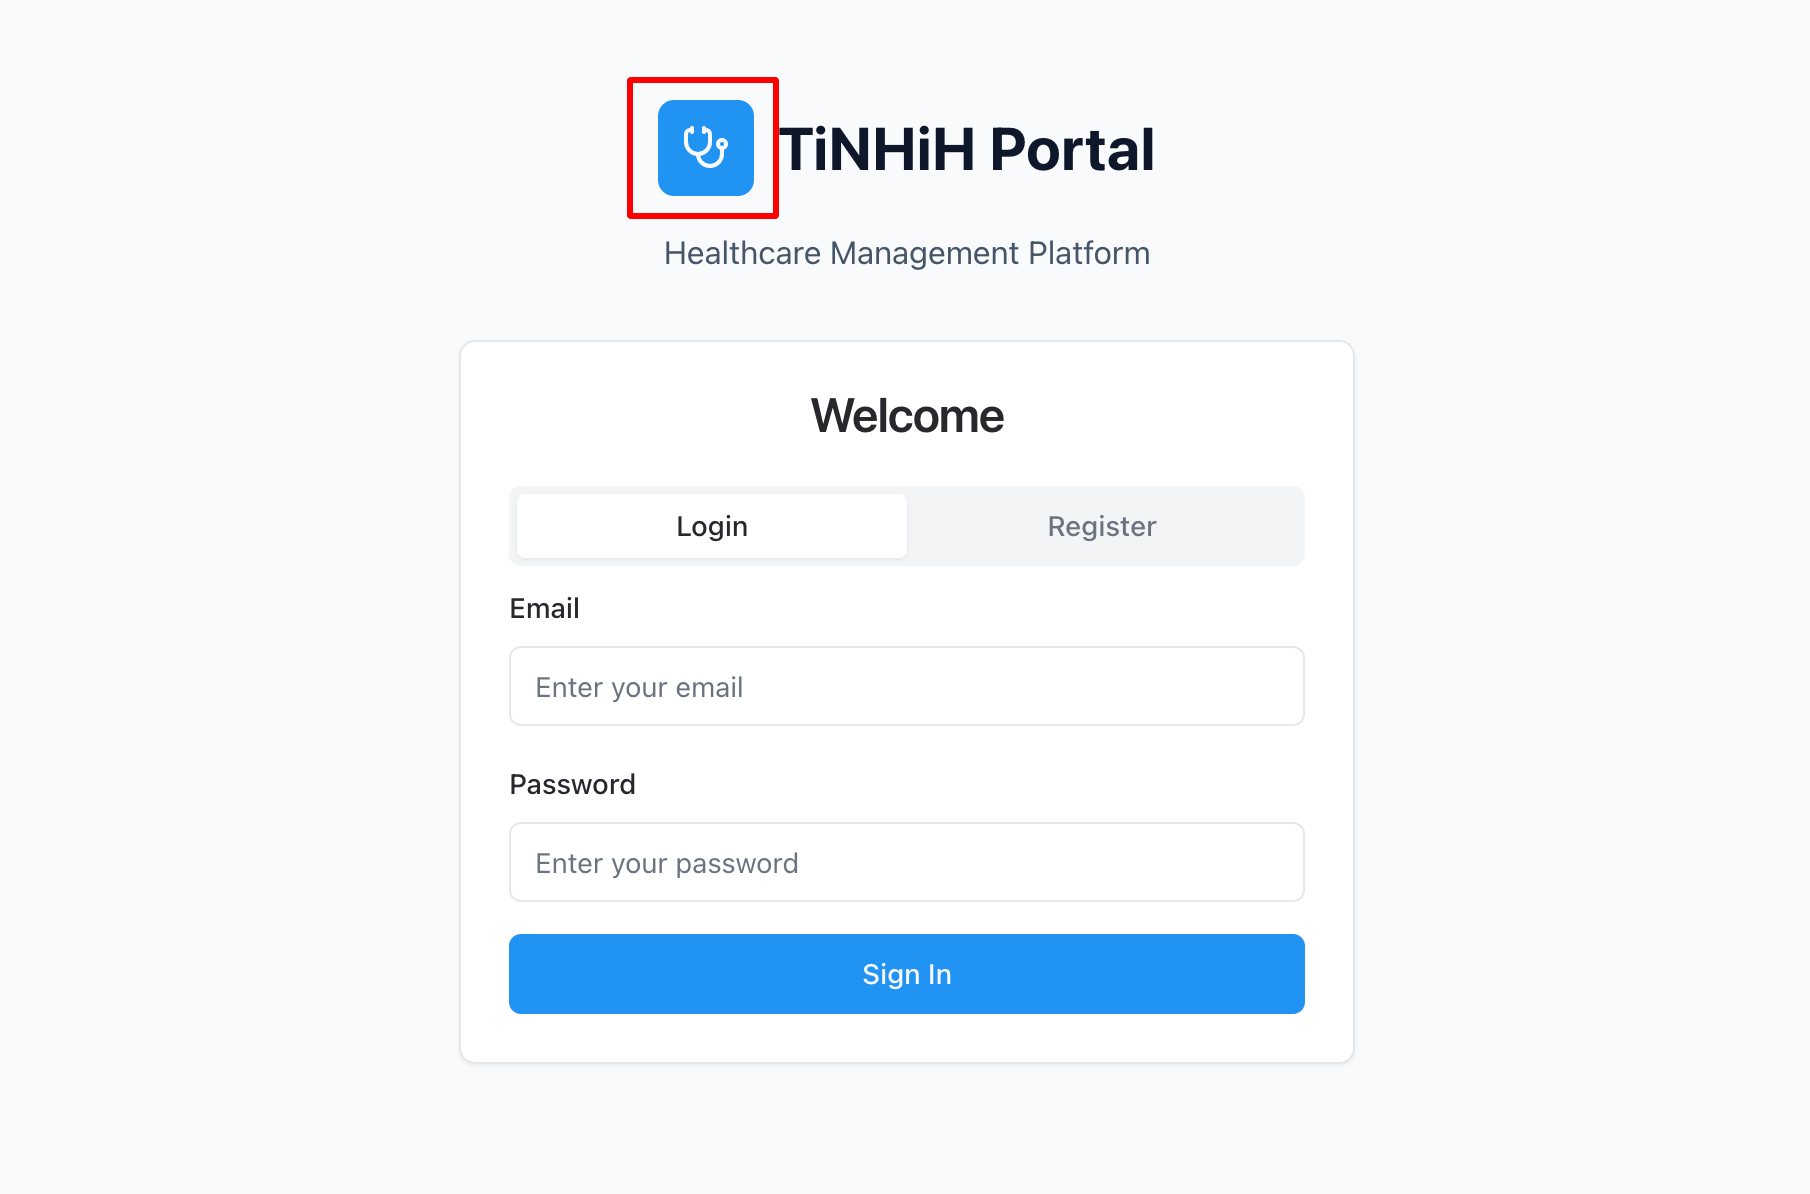 TiNHiH Portal
Healthcare Management Platform
Welcome
Login
Register
Email
Enter your email
Password
Enter your password
Sign In